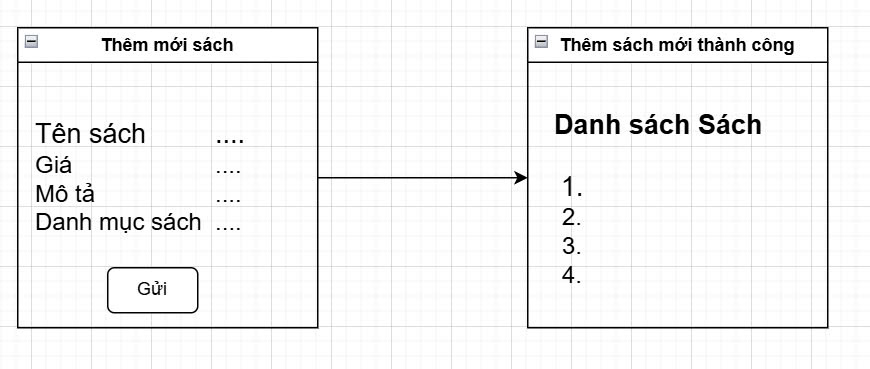 Thêm mới sách
Tên sách ....
Giá ....
Mô tả ....
Danh mục sách ....
Gửi
Thêm sách mới thành công
Danh sách Sách
1.
2.
3.
4.